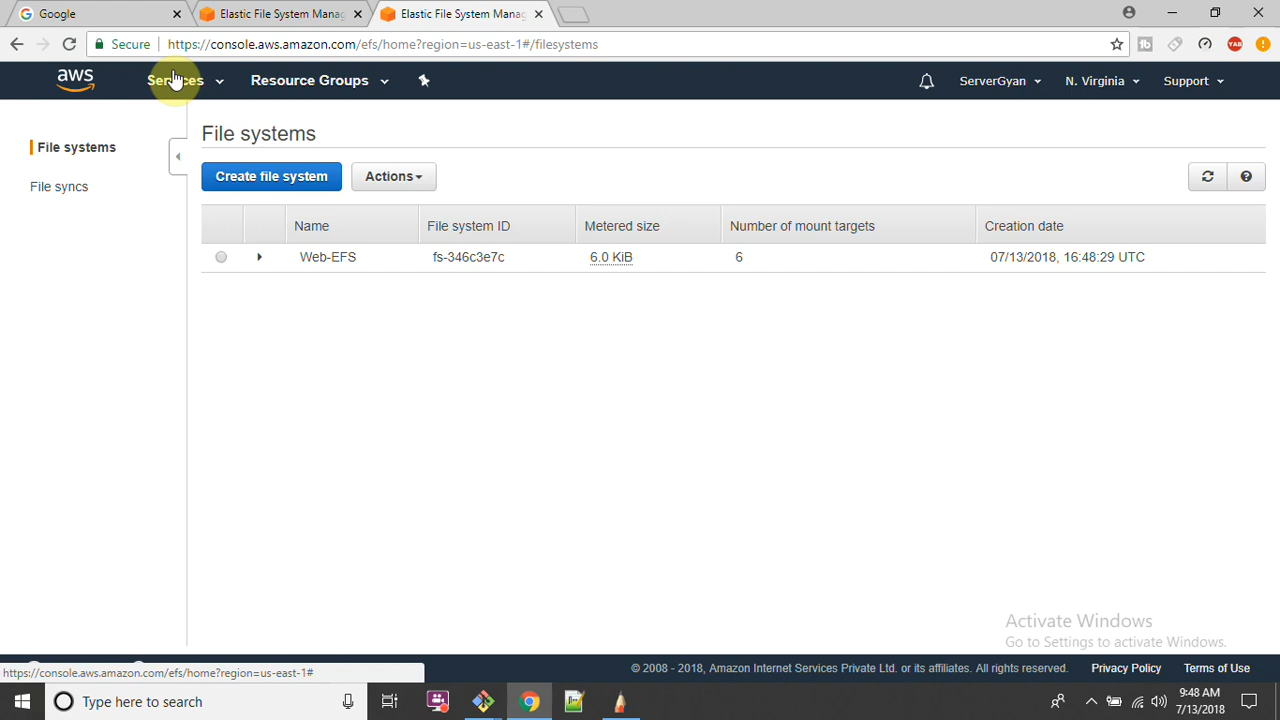 Google
Elastic File System Manag
Elastic File System Manag
Secure
https://console.aws.amazon.com/efs/home?region=us-east-1#/filesystems
aws
Services
Resource Groups
ServerGyan
N. Virginia
Support
File systems
File syncs
File systems
Create file system
Actions
Name
File system ID
Metered size
Number of mount targets
Creation date
Web-EFS
fs-346c3e7c
6.0 KiB
6
07/13/2018, 16:48:29 UTC
Activate Windows
Go to Settings to activate Windows.
https://console.aws.amazon.com/efs/home?region=us-east-1#
© 2008 - 2018, Amazon Internet Services Private Ltd. or its affiliates. All rights reserved.
Privacy Policy
Terms of Use
Type here to search
9:48 AM
7/13/2018